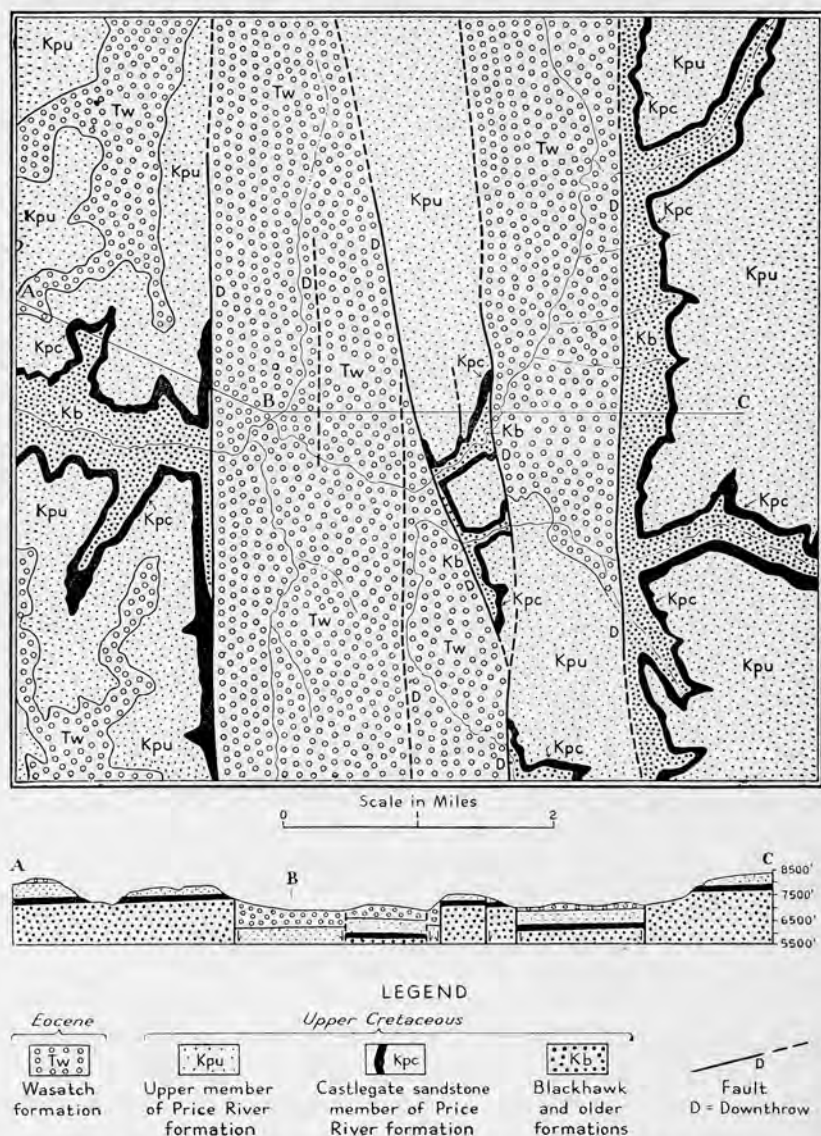 Kpu
Tw
Kpu
Tw
Kpu
Tw
Kpu
Kpc
D
D
Kpu
Kpc
Kpu
D
D
A
Kb
Kpc
Kpc
Tw
B
C
Kb
Kb
D
Kpu
Kpc
Kpc
Kb
D
Kpc
Kpc
Tw
Tw
D
Kpu
Kpu
Tw
Kpu
D
D
Kpc
Scale in Miles
0 1 2
A B C
8500'
7500'
6500'
5500'
LEGEND
Eocene Upper Cretaceous
Tw Kpu Kpc Kb D
Wasatch formation
Upper member of Price River formation
Castlegate sandstone member of Price River formation
Blackhawk and older formations
Fault
D = Downthrow